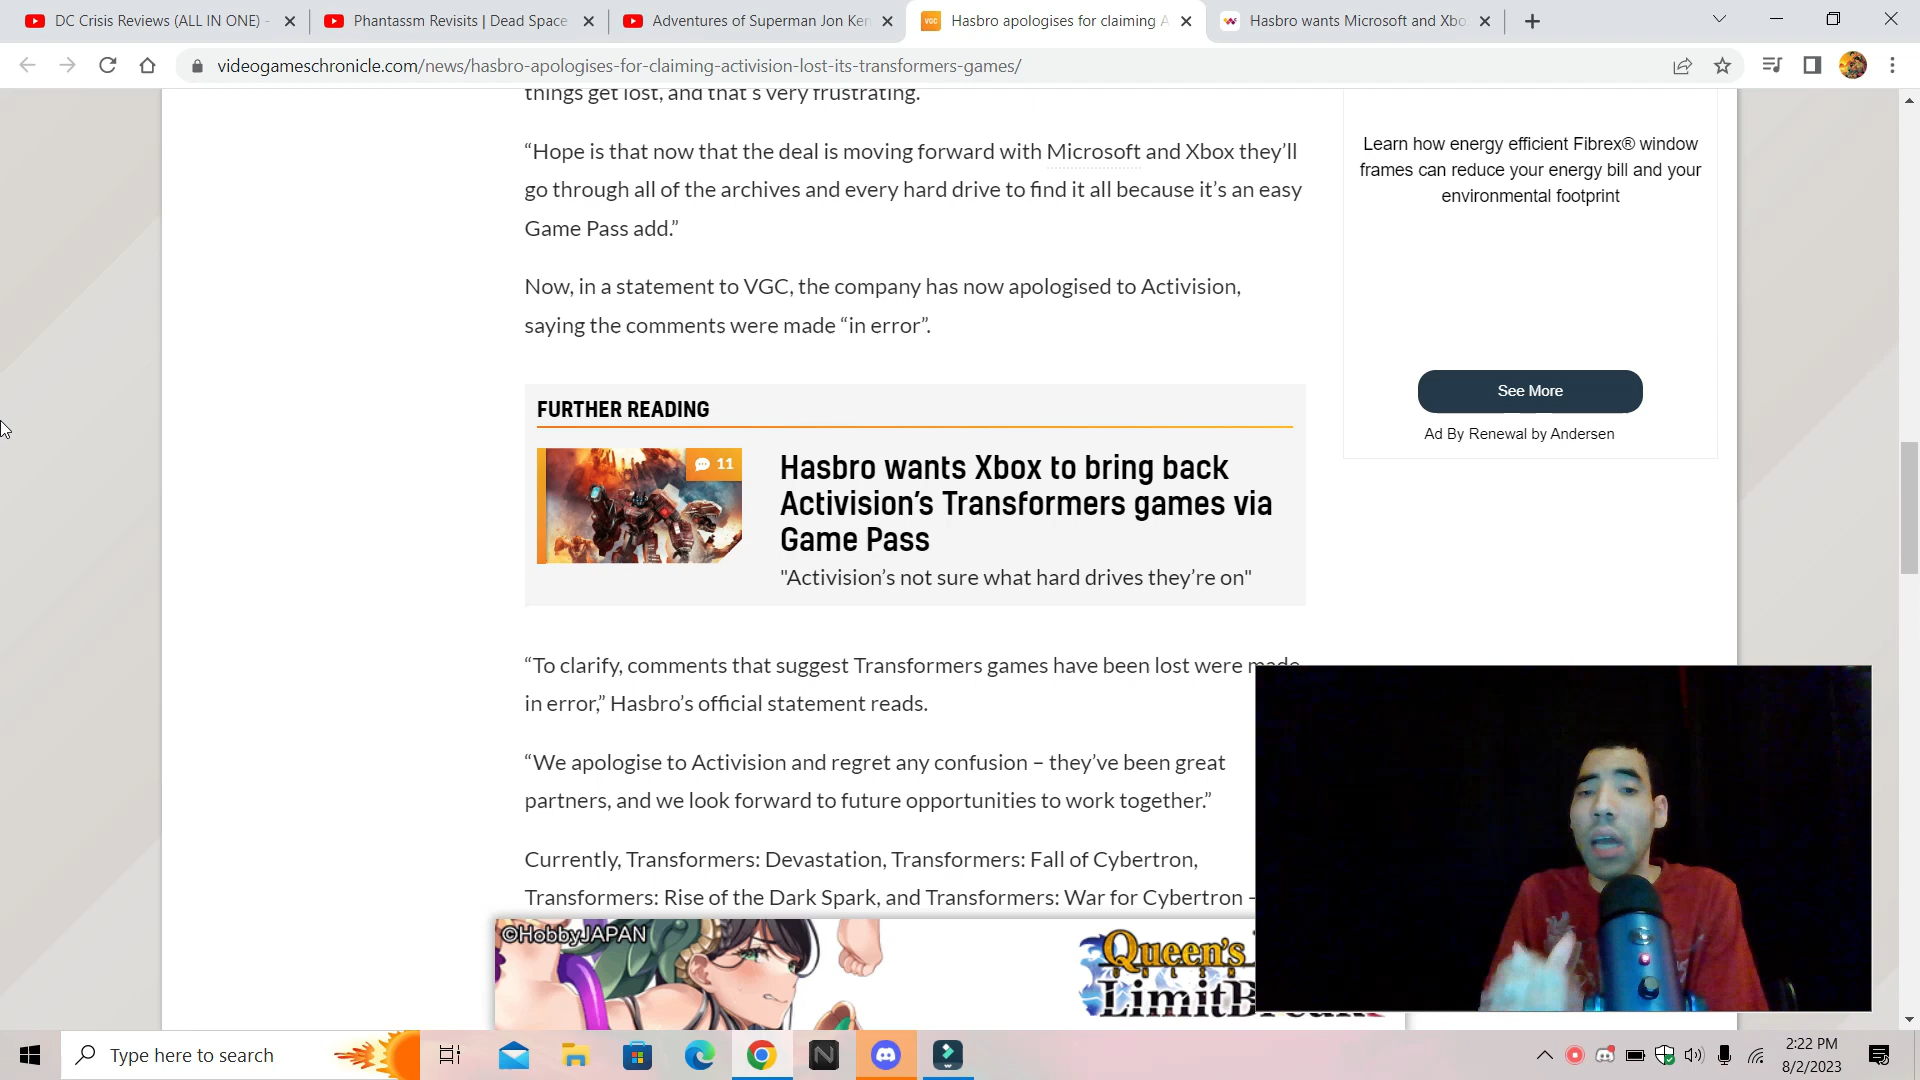 DC Crisis Reviews (ALL IN ONE) -
Phantassm Revisits | Dead Space
Adventures of Superman Jon Ken
Hasbro apologises for claiming A
Hasbro wants Microsoft and Xbo
videogameschronicle.com/news/hasbro-apologises-for-claiming-activision-lost-its-transformers-games/
things get lost, and that's very frustrating.
“Hope is that now that the deal is moving forward with Microsoft and Xbox they’ll
go through all of the archives and every hard drive to find it all because it’s an easy
Game Pass add.”
Now, in a statement to VGC, the company has now apologised to Activision,
saying the comments were made “in error”.
FURTHER READING
11
Hasbro wants Xbox to bring back
Activision’s Transformers games via
Game Pass
"Activision’s not sure what hard drives they’re on"
“To clarify, comments that suggest Transformers games have been lost were made
in error,” Hasbro’s official statement reads.
“We apologise to Activision and regret any confusion – they’ve been great
partners, and we look forward to future opportunities to work together.”
Currently, Transformers: Devastation, Transformers: Fall of Cybertron,
Transformers: Rise of the Dark Spark, and Transformers: War for Cybertron -
Learn how energy efficient Fibrex® window
frames can reduce your energy bill and your
environmental footprint
See More
Ad By Renewal by Andersen
©HobbyJAPAN
Queen's
Limit
Type here to search
2:22 PM
8/2/2023